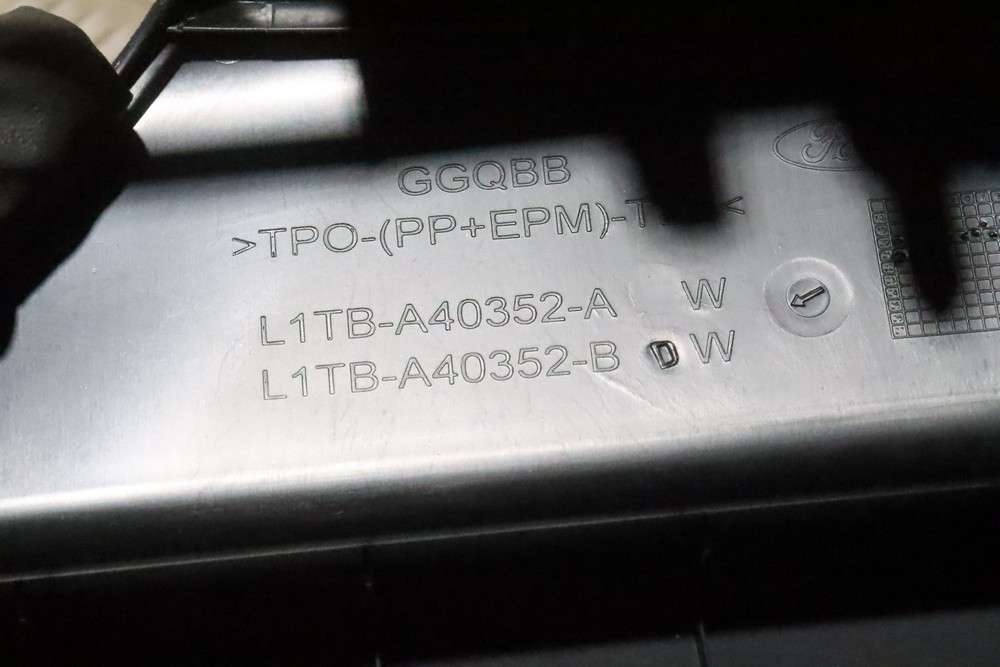 GGQBB
>TPO-(PP+EPM)-T
L1TB-A40352-A W
L1TB-A40352-B D W